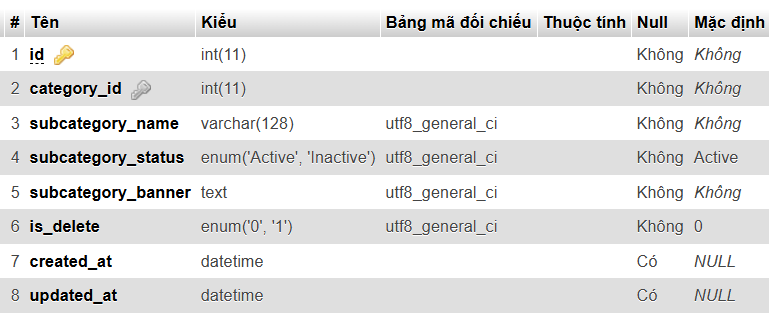 # Tên Kiểu Bảng mã đối chiếu Thuộc tính Null Mặc định
1 id int(11) Không Không
2 category_id int(11) Không Không
3 subcategory_name varchar(128) utf8_general_ci Không Không
4 subcategory_status enum('Active', 'Inactive') utf8_general_ci Không Active
5 subcategory_banner text utf8_general_ci Không Không
6 is_delete enum('0', '1') utf8_general_ci Không 0
7 created_at datetime Có NULL
8 updated_at datetime Có NULL